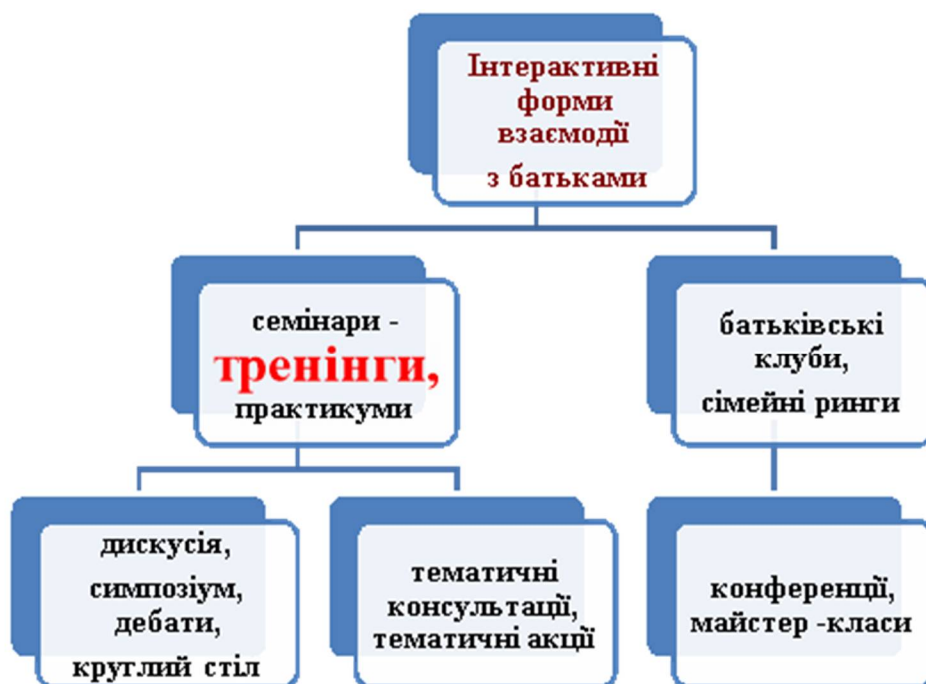 Інтерактивні
форми
взаємодії
з батьками
семінари -
тренінги,
практикуми
батьківські
клуби,
сімейні ринги
дискусія,
симпозіум,
дебати,
круглий стіл
тематичні
консультації,
тематичні акції
конференції,
майстер -класи